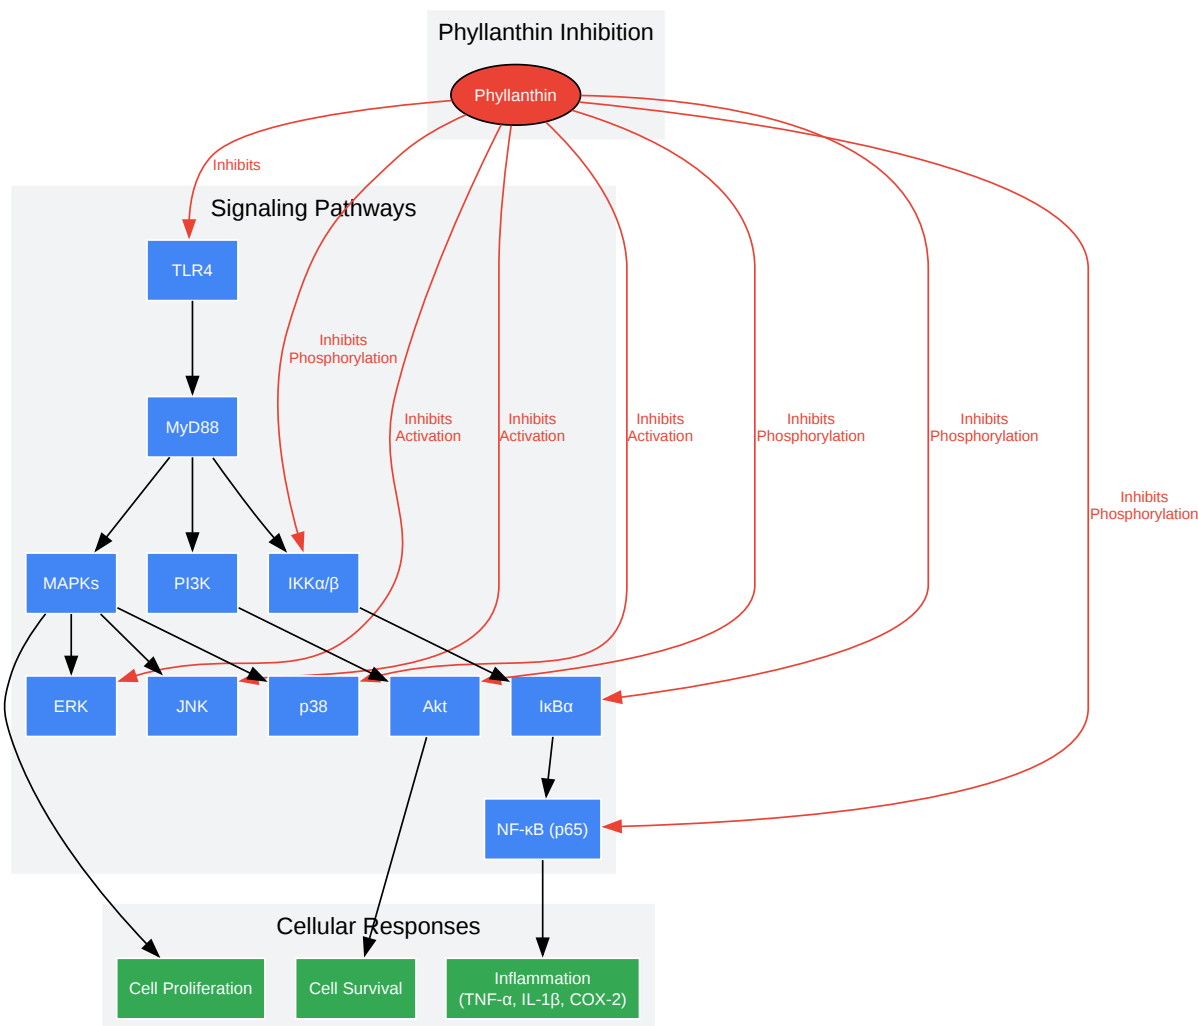 Phyllanthin Inhibition
Phyllanthin
Inhibits
Signaling Pathways
TLR4
Inhibits
Phosphorylation
MyD88
Inhibits
Activation
Inhibits
Activation
Inhibits
Activation
Inhibits
Phosphorylation
Inhibits
Phosphorylation
Inhibits
Phosphorylation
MAPKs
PI3K
IKKα/β
ERK
JNK
p38
Akt
IκBα
NF-κB (p65)
Cellular Responses
Cell Proliferation
Cell Survival
Inflammation
(TNF-α, IL-1β, COX-2)